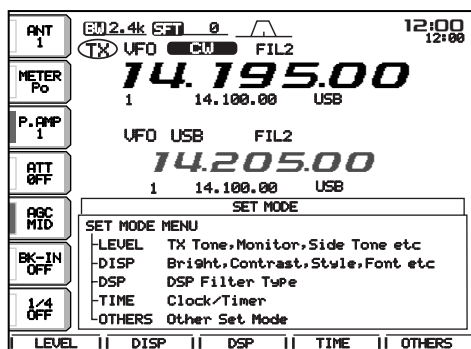 ANT
1
BW 2.4k SFT 0
12:00
12:00
TX VFO CW FIL2
METER
Po
14.195.00
1 14.100.00 USB
P.AMP
1
VFO USB FIL2
ATT
OFF
14.205.00
1 14.100.00 USB
AGC
MID
SET MODE
SET MODE MENU
LEVEL TX Tone,Monitor,Side Tone etc
BK-IN
OFF
DISP Bright,Contrast,Style,Font etc
DSP DSP Filter Type
TIME Clock/Timer
1/4
OFF
OTHERS Other Set Mode
LEVEL DISP DSP TIME OTHERS